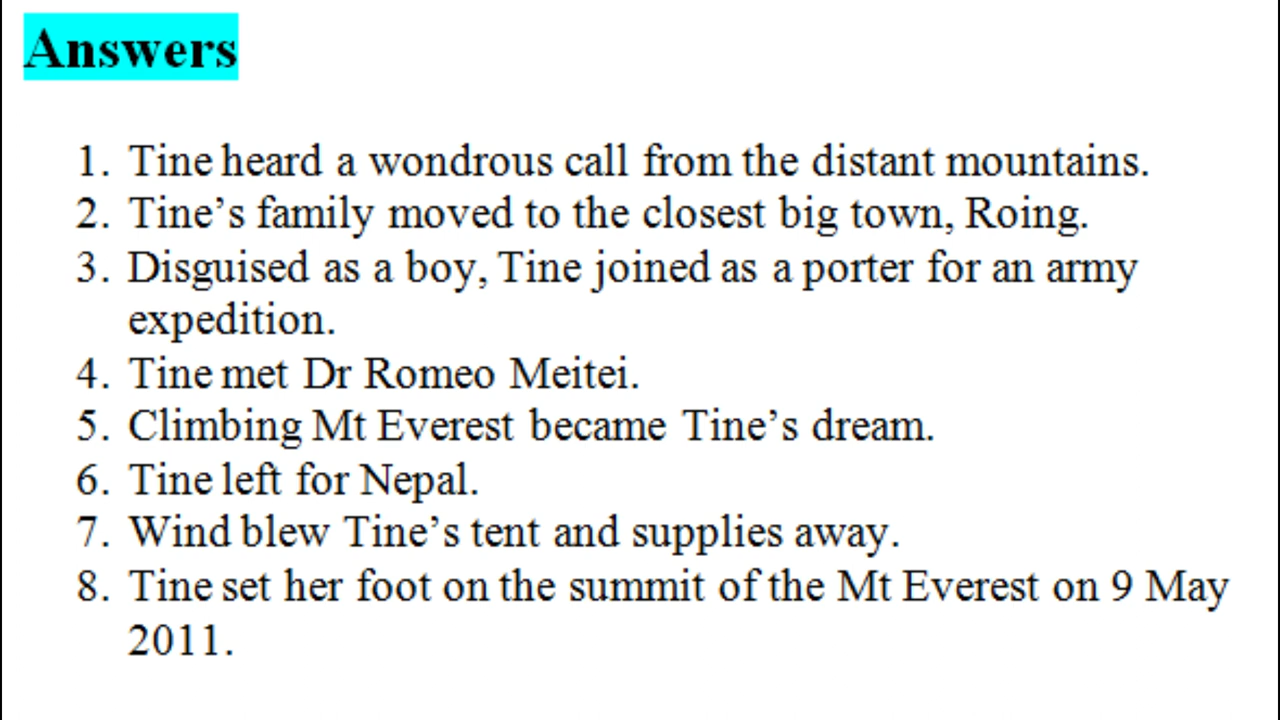 Answers
1. Tine heard a wondrous call from the distant mountains.
2. Tine’s family moved to the closest big town, Roing.
3. Disguised as a boy, Tine joined as a porter for an army
expedition.
4. Tine met Dr Romeo Meitei.
5. Climbing Mt Everest became Tine’s dream.
6. Tine left for Nepal.
7. Wind blew Tine’s tent and supplies away.
8. Tine set her foot on the summit of the Mt Everest on 9 May
2011.